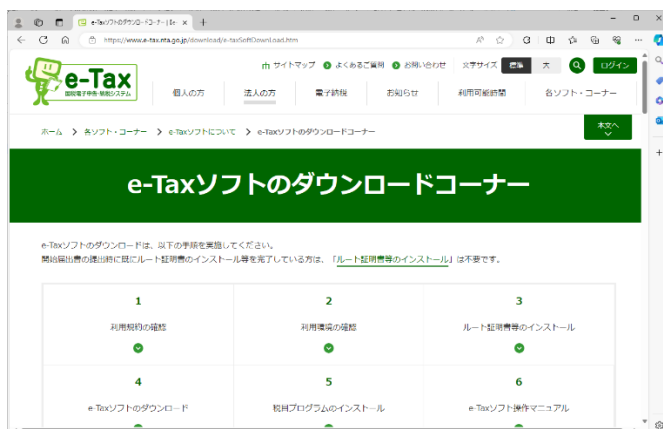 e-Taxソフトのダウンロードコーナー
https://www.e-tax.nta.go.jp/download/e-taxSoftDownLoad.htm
サイトマップ よくあるご質問 お問い合わせ 文字サイズ 標準 大 ログイン
e-Tax
国税電子申告・納税システム
個人の方 法人の方 電子納税 お知らせ 利用可能時間 各ソフト・コーナー
ホーム > 各ソフト・コーナー > e-Taxソフトについて > e-Taxソフトのダウンロードコーナー
本文へ
e-Taxソフトのダウンロードコーナー
e-Taxソフトのダウンロードは、以下の手順を実施してください。
開始届出書の提出時に既にルート証明書のインストール等を完了している方は、「ルート証明書等のインストール」は不要です。
1 2 3
利用規約の確認 利用環境の確認 ルート証明書等のインストール
4 5 6
e-Taxソフトのダウンロード 税目プログラムのインストール e-Taxソフト操作マニュアル